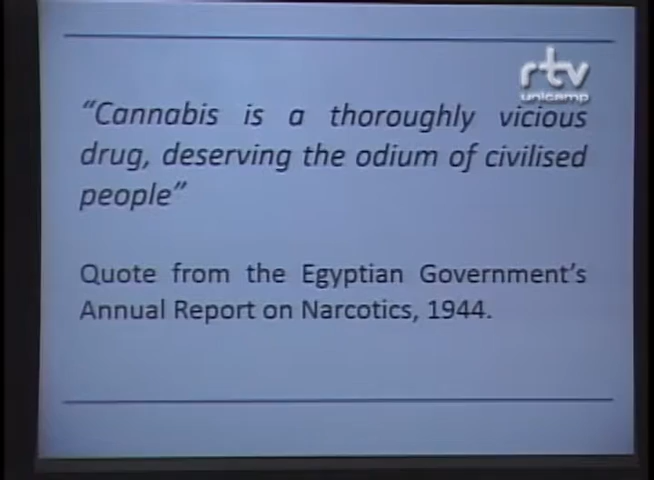 rtv
unicamp
“Cannabis is a thoroughly vicious
drug, deserving the odium of civilised
people”
Quote from the Egyptian Government’s
Annual Report on Narcotics, 1944.